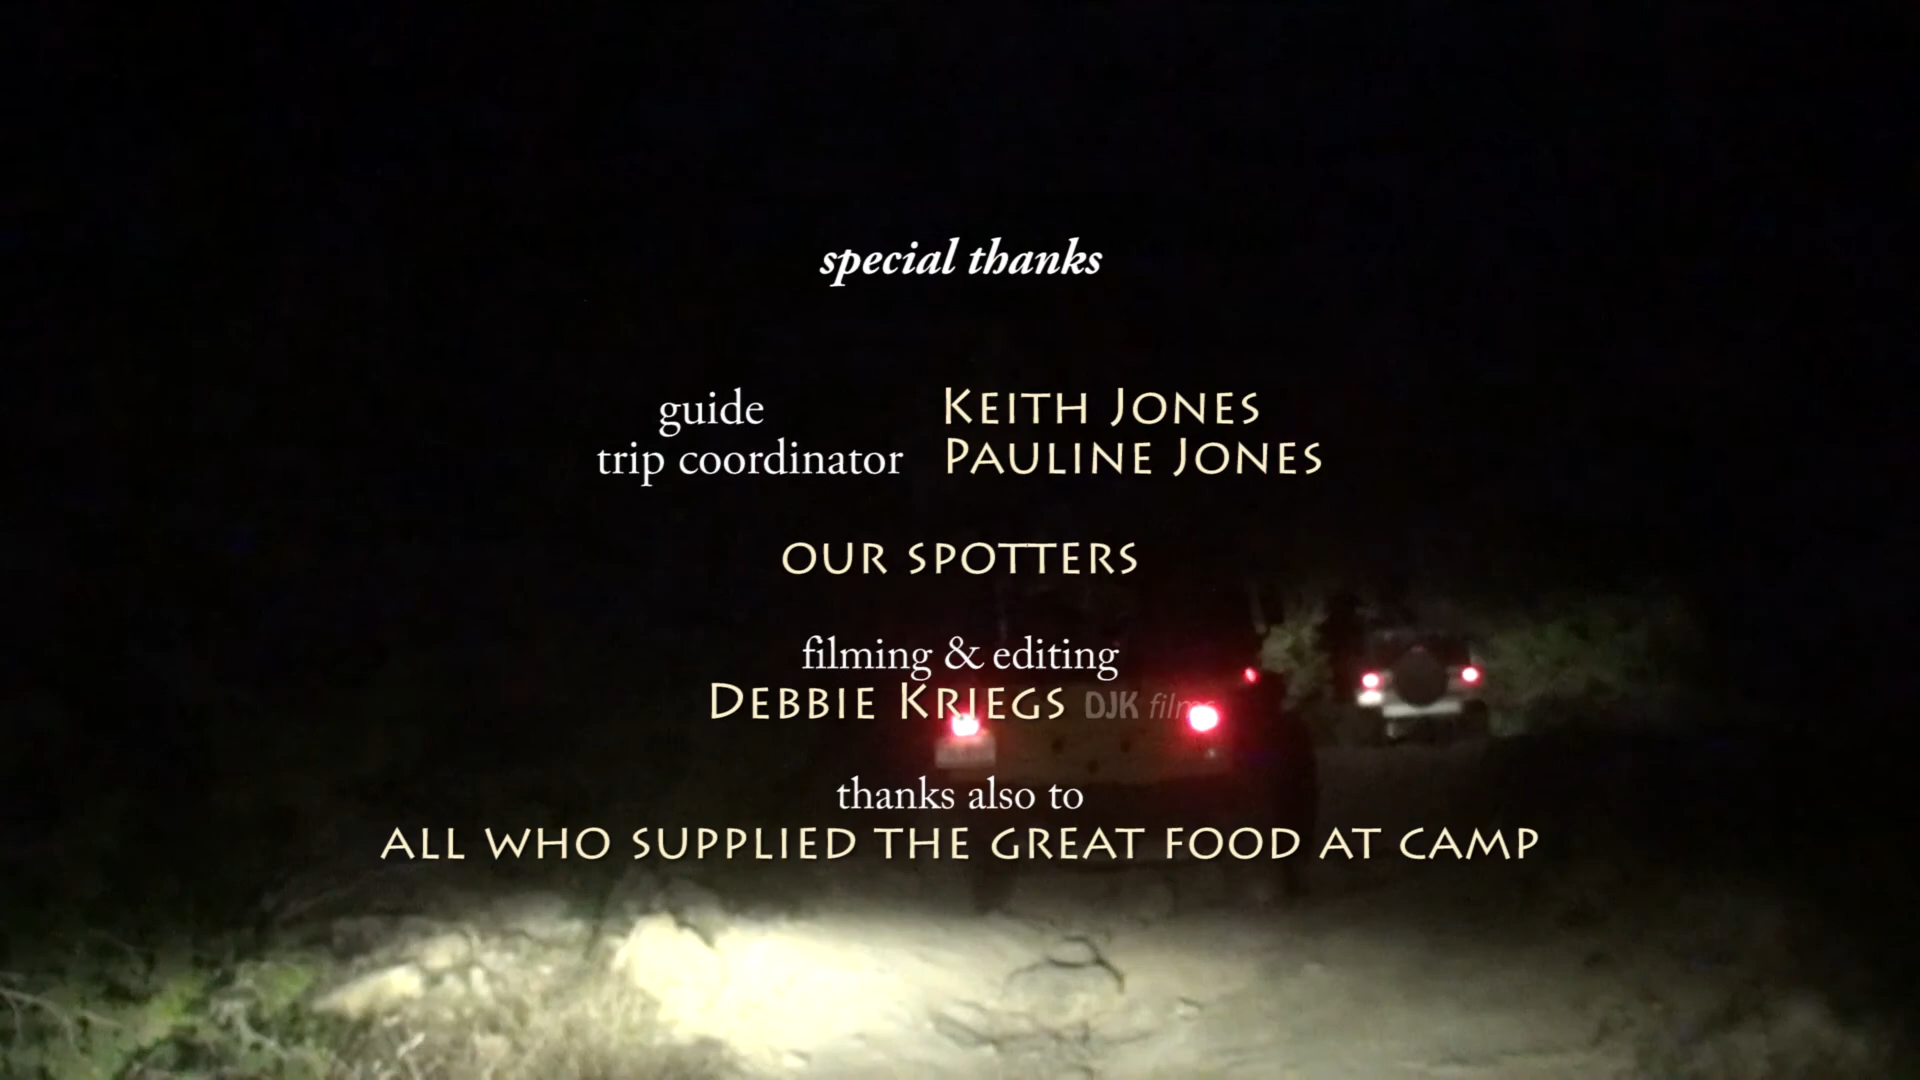 special thanks
guide KEITH JONES
trip coordinator PAULINE JONES
OUR SPOTTERS
filming & editing
DEBBIE KRIEGS DJK films
thanks also to
ALL WHO SUPPLIED THE GREAT FOOD AT CAMP